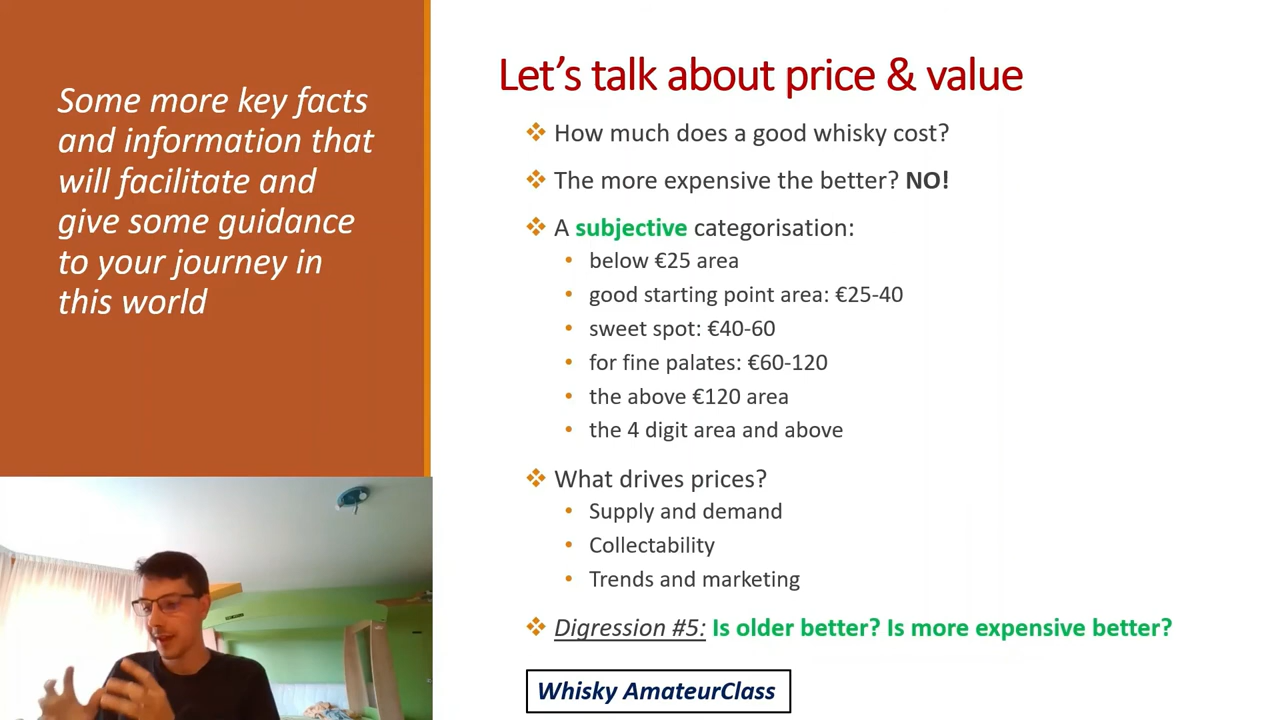 Some more key facts
and information that
will facilitate and
give some guidance
to your journey in
this world
Let's talk about price & value
How much does a good whisky cost?
The more expensive the better? NO!
A subjective categorisation:
below €25 area
good starting point area: €25-40
sweet spot: €40-60
for fine palates: €60-120
the above €120 area
the 4 digit area and above
What drives prices?
Supply and demand
Collectability
Trends and marketing
Digression #5: Is older better? Is more expensive better?
Whisky AmateurClass